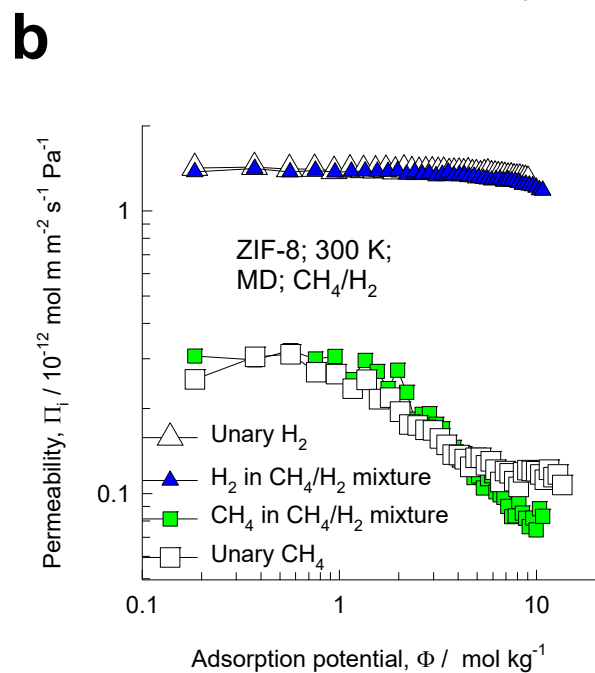 b
Permeability, Πi / 10-12 mol m m-2 s-1 Pa-1
1
0.1
ZIF-8; 300 K;
MD; CH4/H2
Unary H2
H2 in CH4/H2 mixture
CH4 in CH4/H2 mixture
Unary CH4
0.1 1 10
Adsorption potential, Φ / mol kg-1